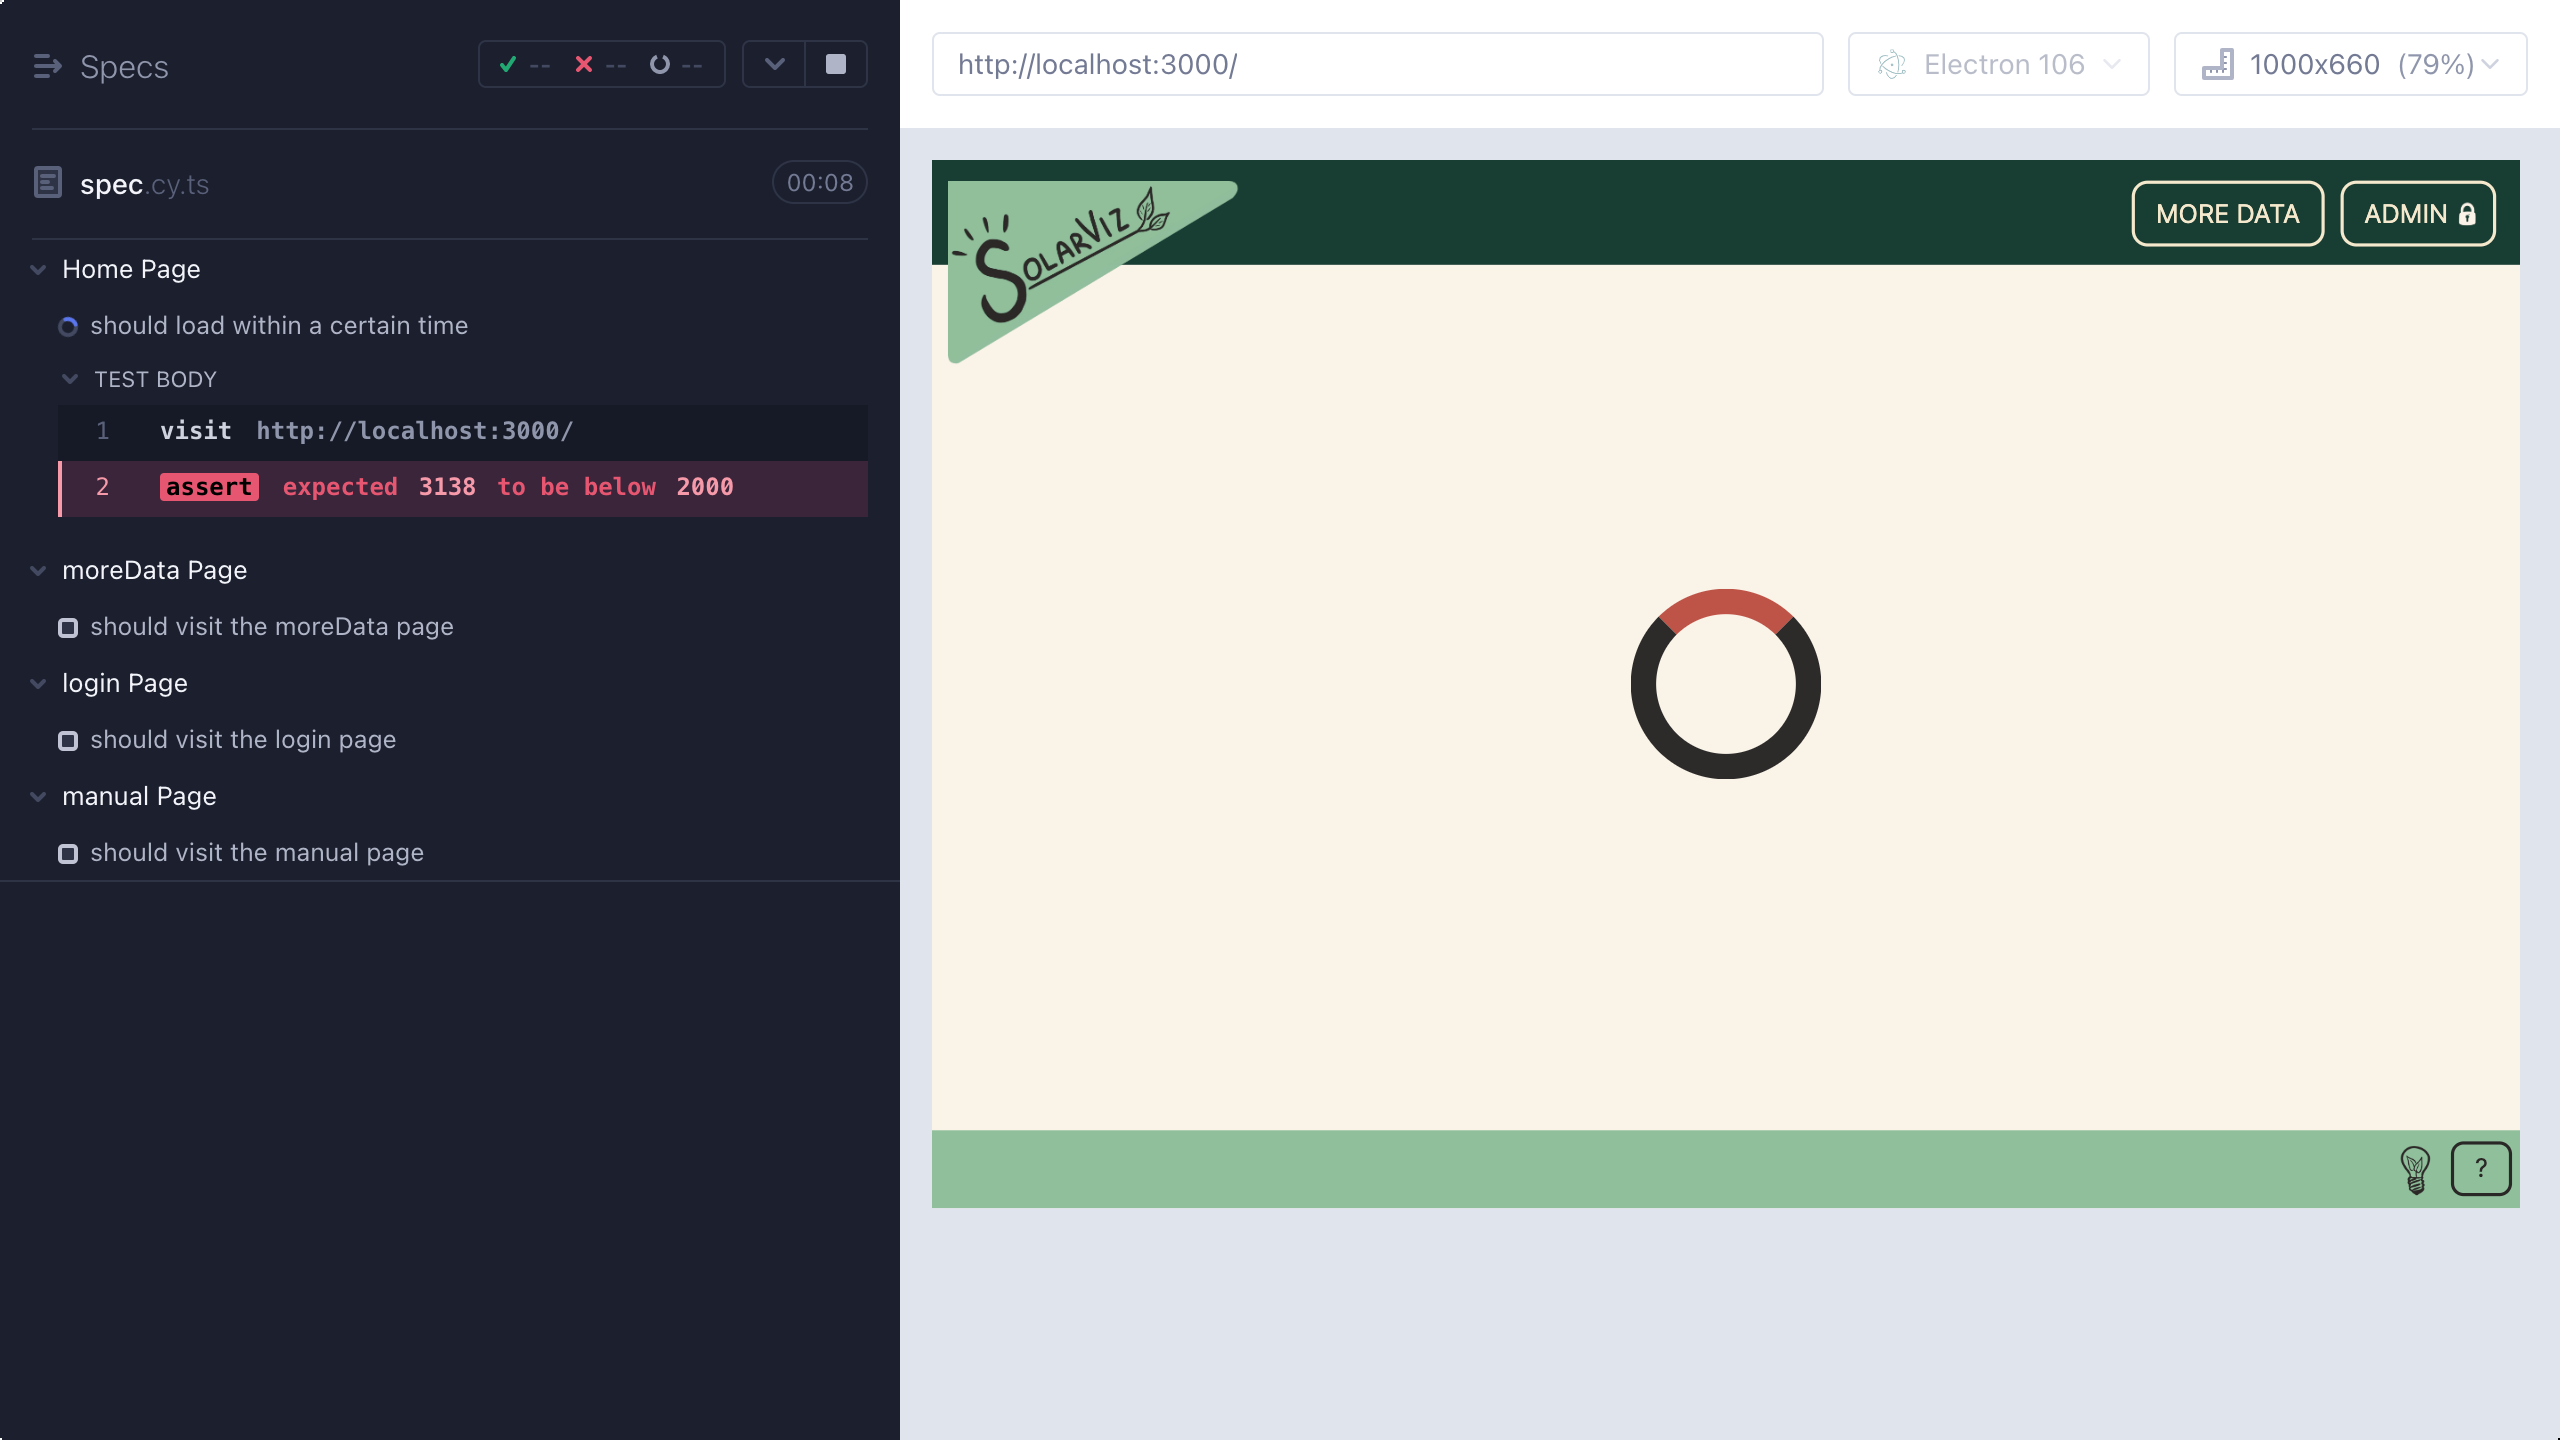 Specs
-- -- --
spec.cy.ts
00:08
Home Page
should load within a certain time
TEST BODY
1 visit http://localhost:3000/
2 assert expected 3138 to be below 2000
moreData Page
should visit the moreData page
login Page
should visit the login page
manual Page
should visit the manual page
http://localhost:3000/
Electron 106
1000x660 (79%)
SOLARVIZ
MORE DATA
ADMIN
?